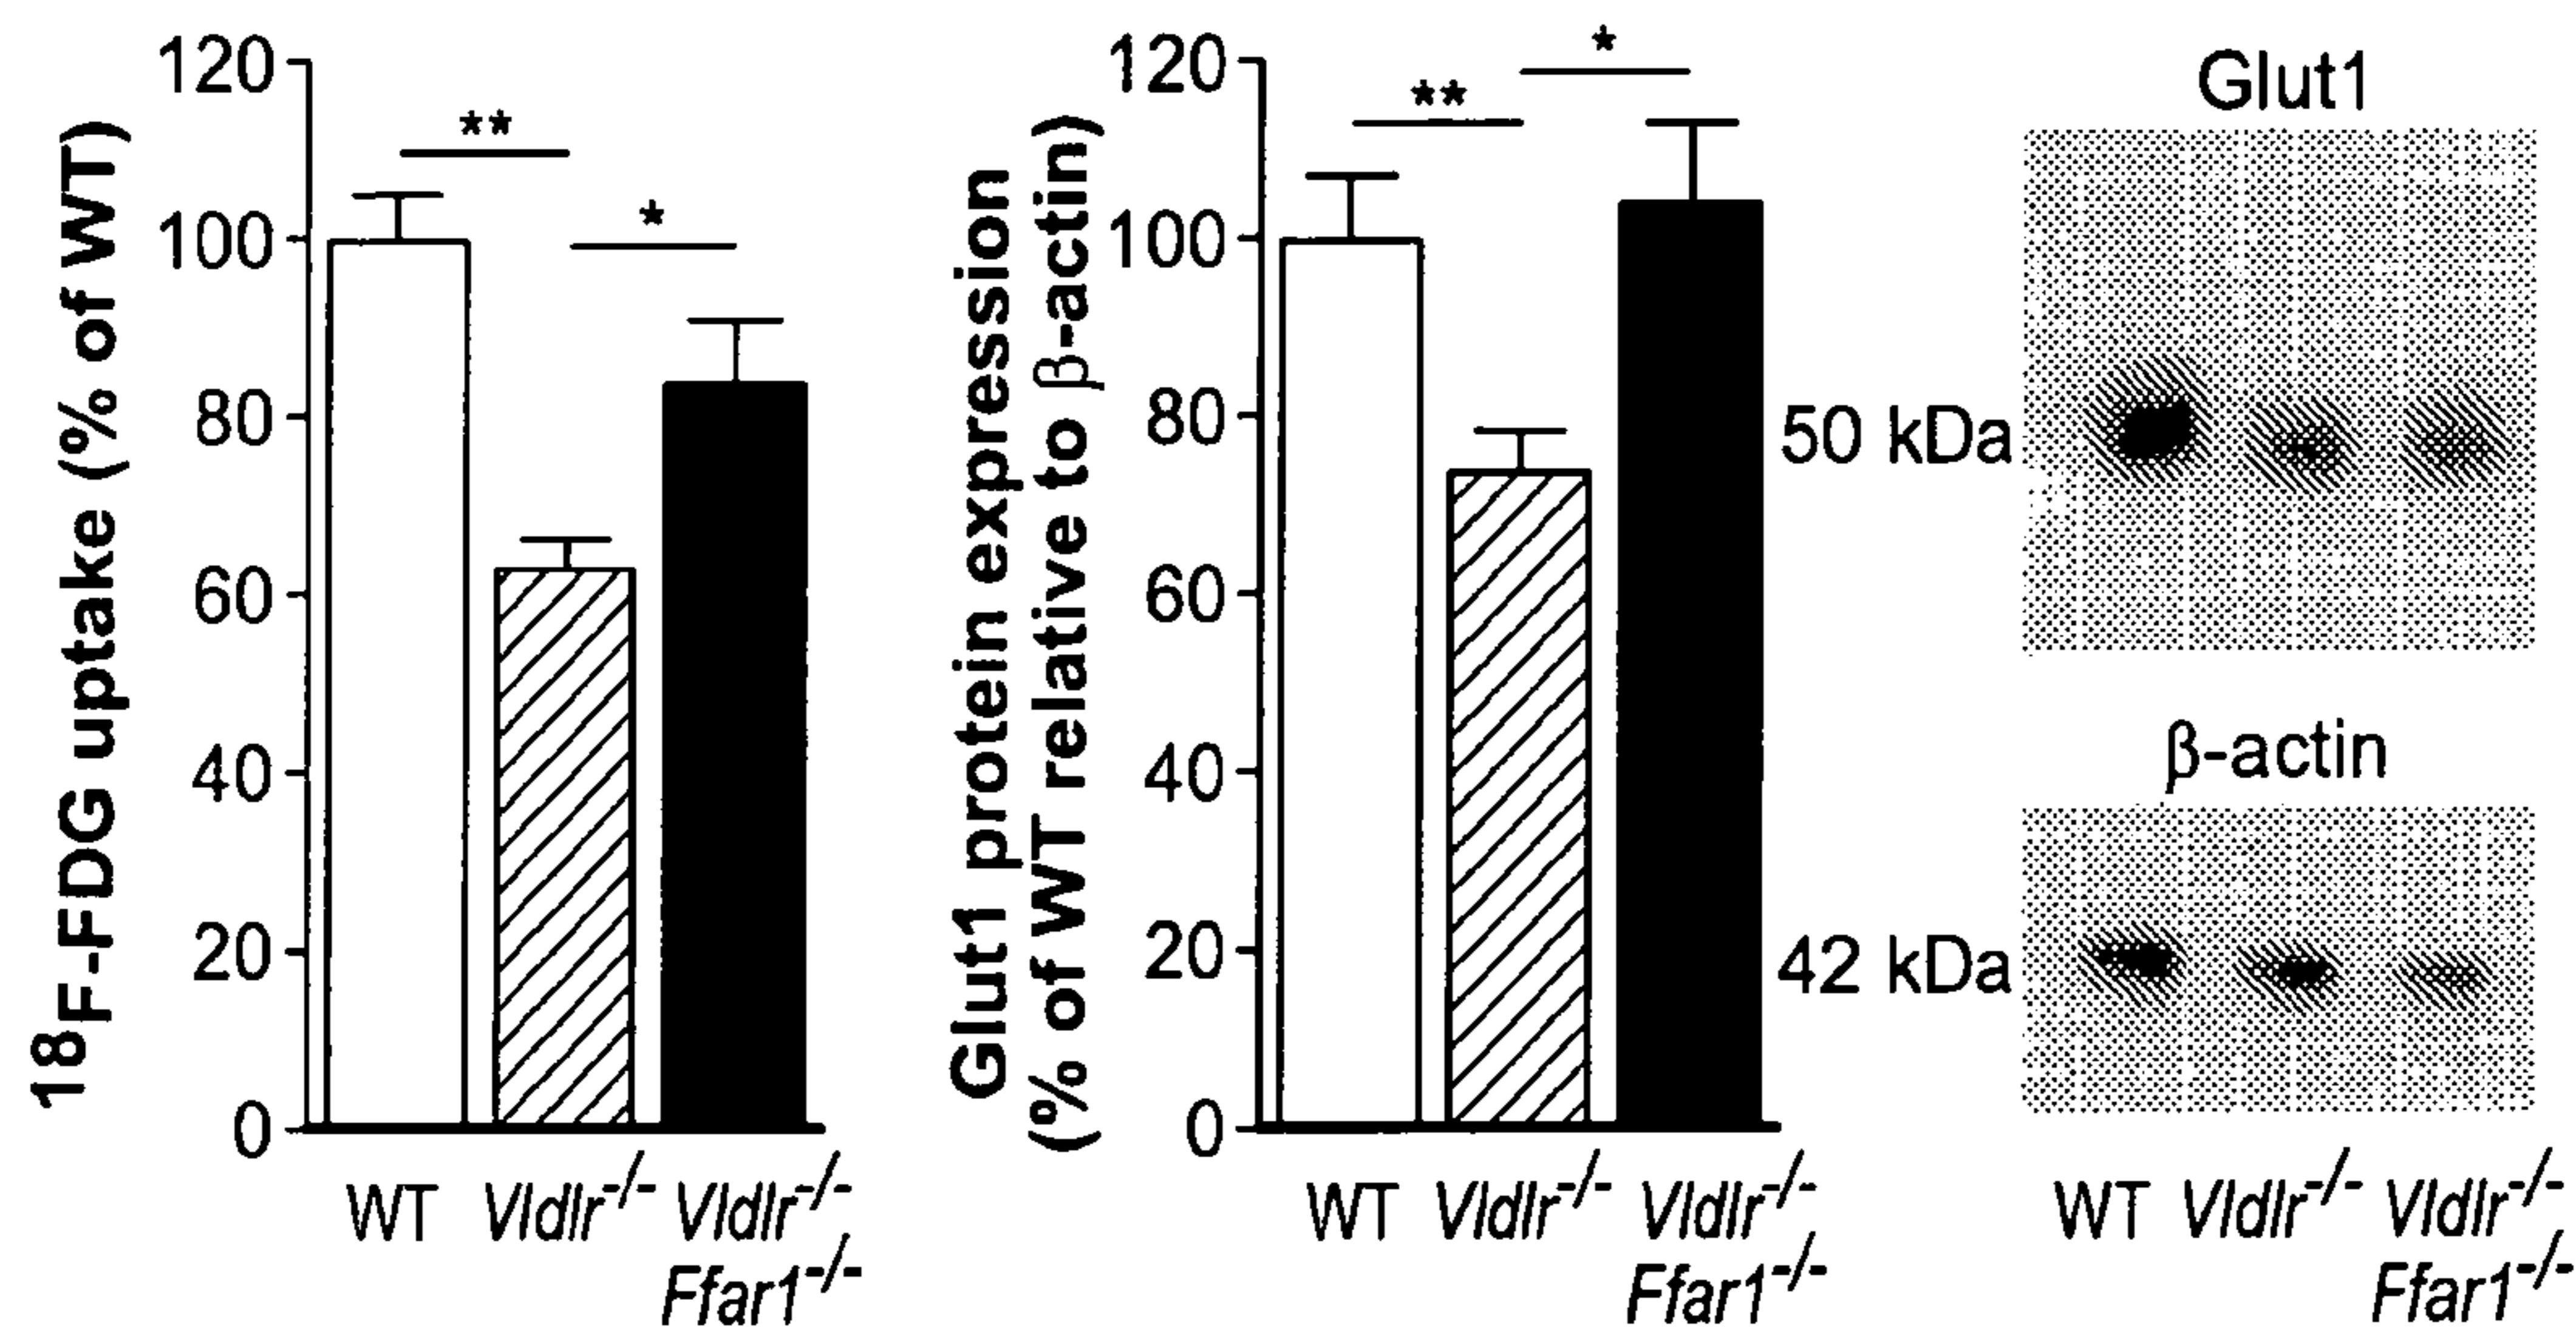 ¹⁸F-FDG uptake (% of WT)
120
100
80
60
40
20
0
**
*
WT
Vldlr⁻/⁻
Vldlr⁻/⁻
Ffar1⁻/⁻
Glut1 protein expression
(% of WT relative to β-actin)
120
100
80
60
40
20
0
**
*
WT
Vldlr⁻/⁻
Vldlr⁻/⁻
Ffar1⁻/⁻
Glut1
50 kDa
β-actin
42 kDa
WT
Vldlr⁻/⁻
Vldlr⁻/⁻
Ffar1⁻/⁻